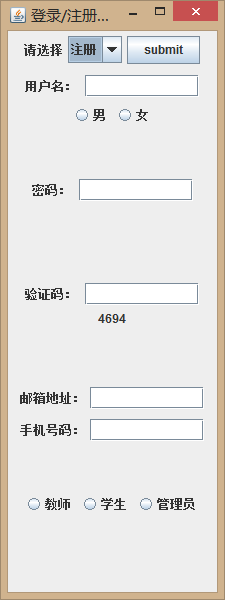 登录/注册...
请选择 注册 submit
用户名：
男 女
密码：
验证码：
4694
邮箱地址：
手机号码：
教师 学生 管理员